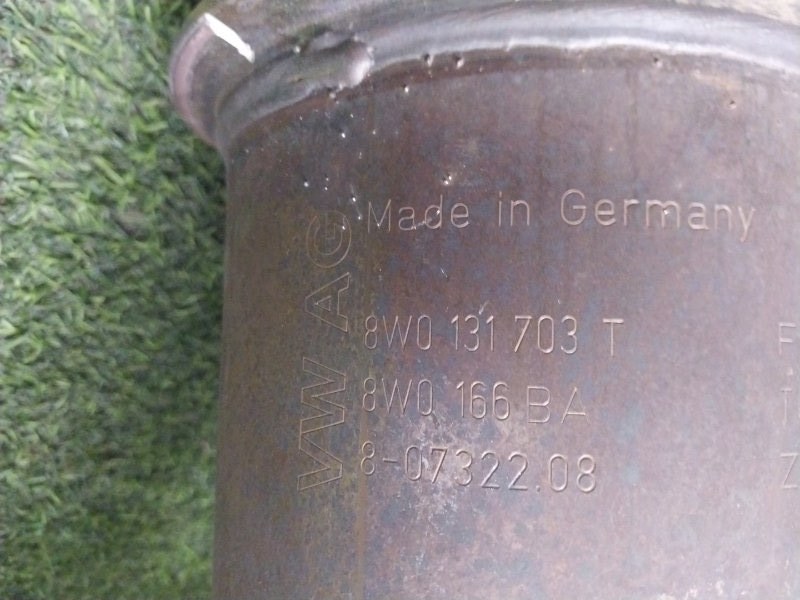 VW AG
Made in Germany
8W0 131 703 T
F
8W0 166 BA
T
8-07322.08
Z